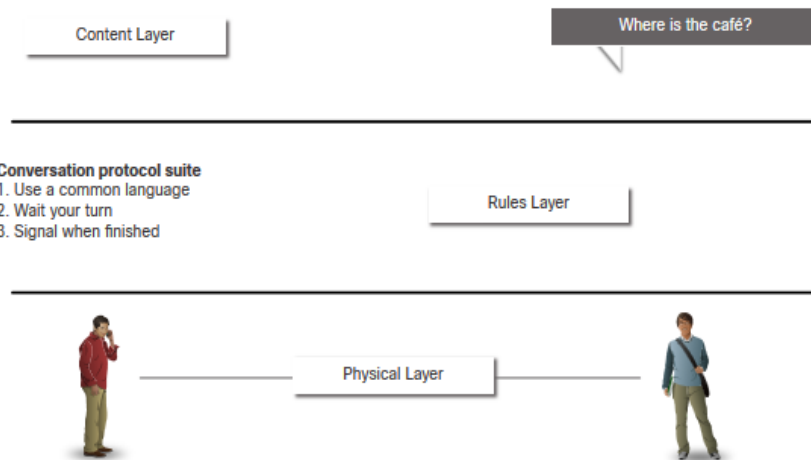 Content Layer
Where is the café?
Conversation protocol suite
1. Use a common language
2. Wait your turn
3. Signal when finished
Rules Layer
Physical Layer